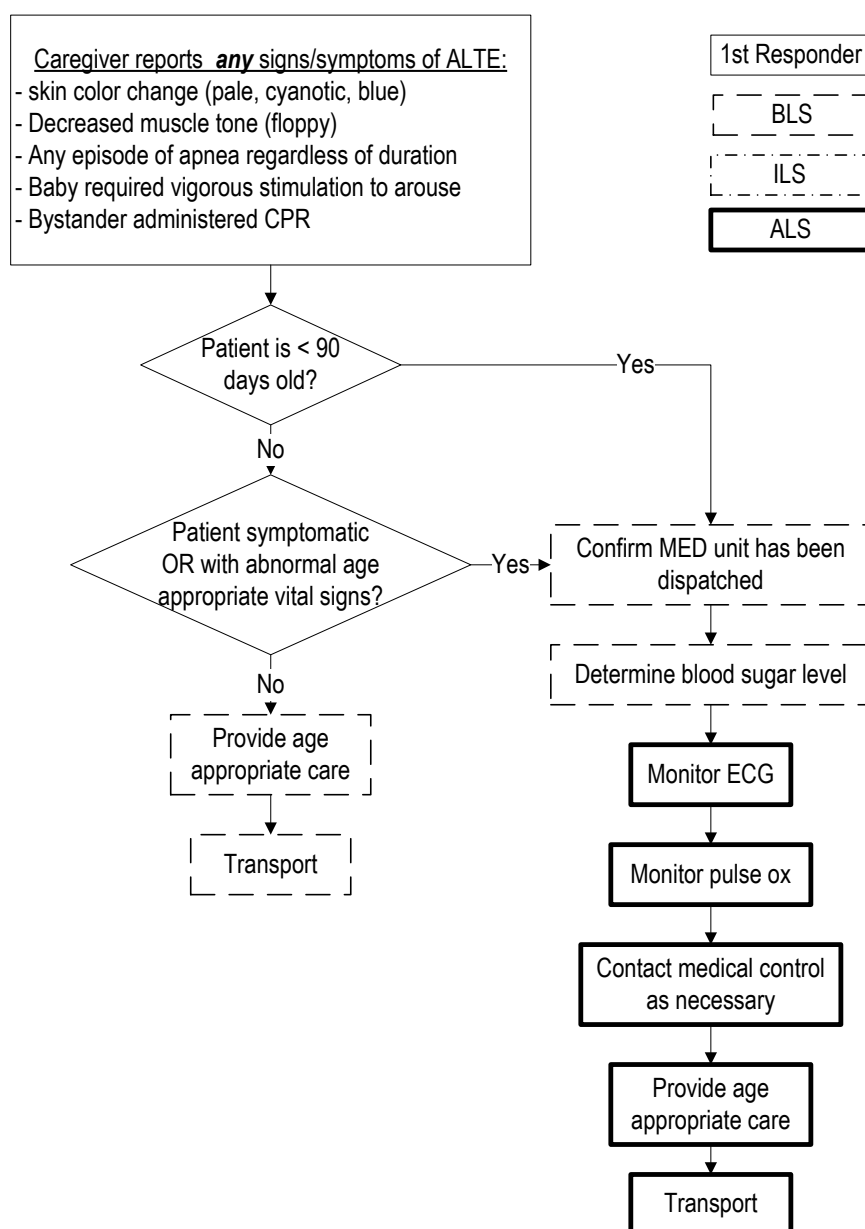 Caregiver reports any signs/symptoms of ALTE:
- skin color change (pale, cyanotic, blue)
- Decreased muscle tone (floppy)
- Any episode of apnea regardless of duration
- Baby required vigorous stimulation to arouse
- Bystander administered CPR
1st Responder
BLS
ILS
ALS
Patient is < 90
days old?
Yes
No
Patient symptomatic
OR with abnormal age
appropriate vital signs?
Yes
Confirm MED unit has been
dispatched
No
Determine blood sugar level
Provide age
appropriate care
Transport
Monitor ECG
Monitor pulse ox
Contact medical control
as necessary
Provide age
appropriate care
Transport